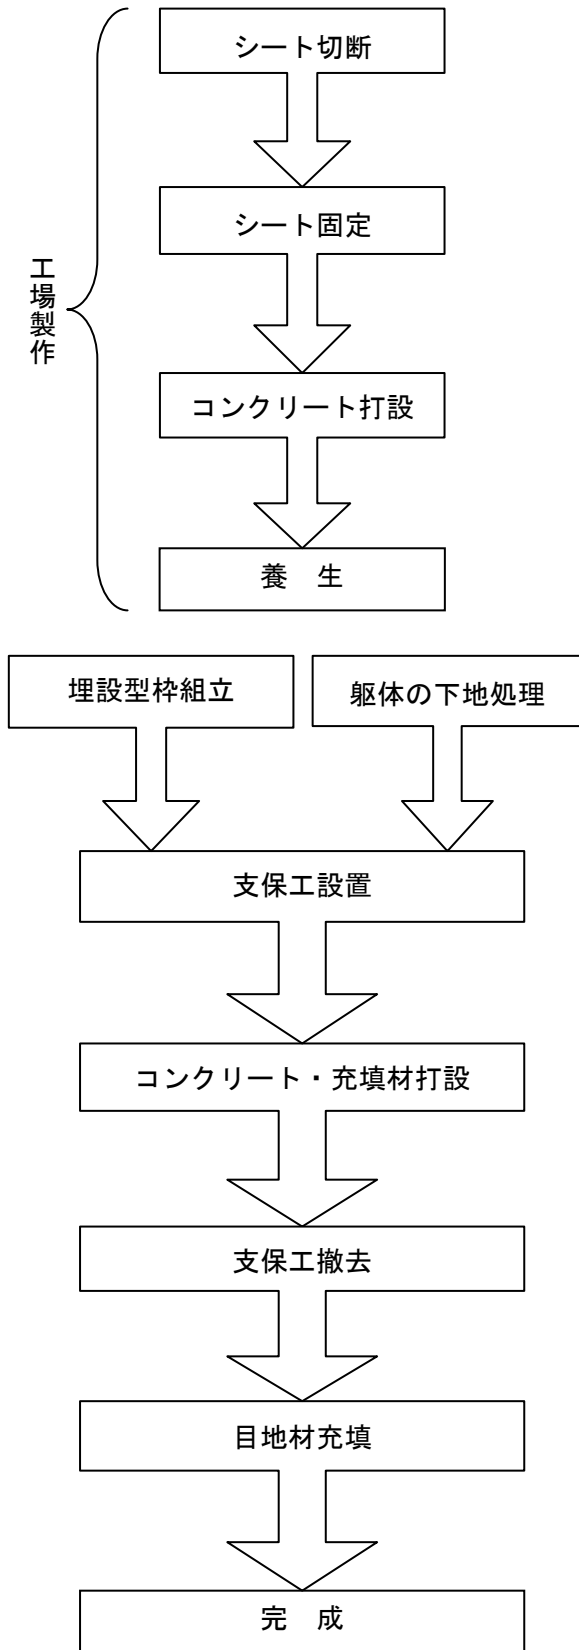 シート切断
シート固定
工場製作
コンクリート打設
養　生
埋設型枠組立
躯体の下地処理
支保工設置
コンクリート・充填材打設
支保工撤去
目地材充填
完　成